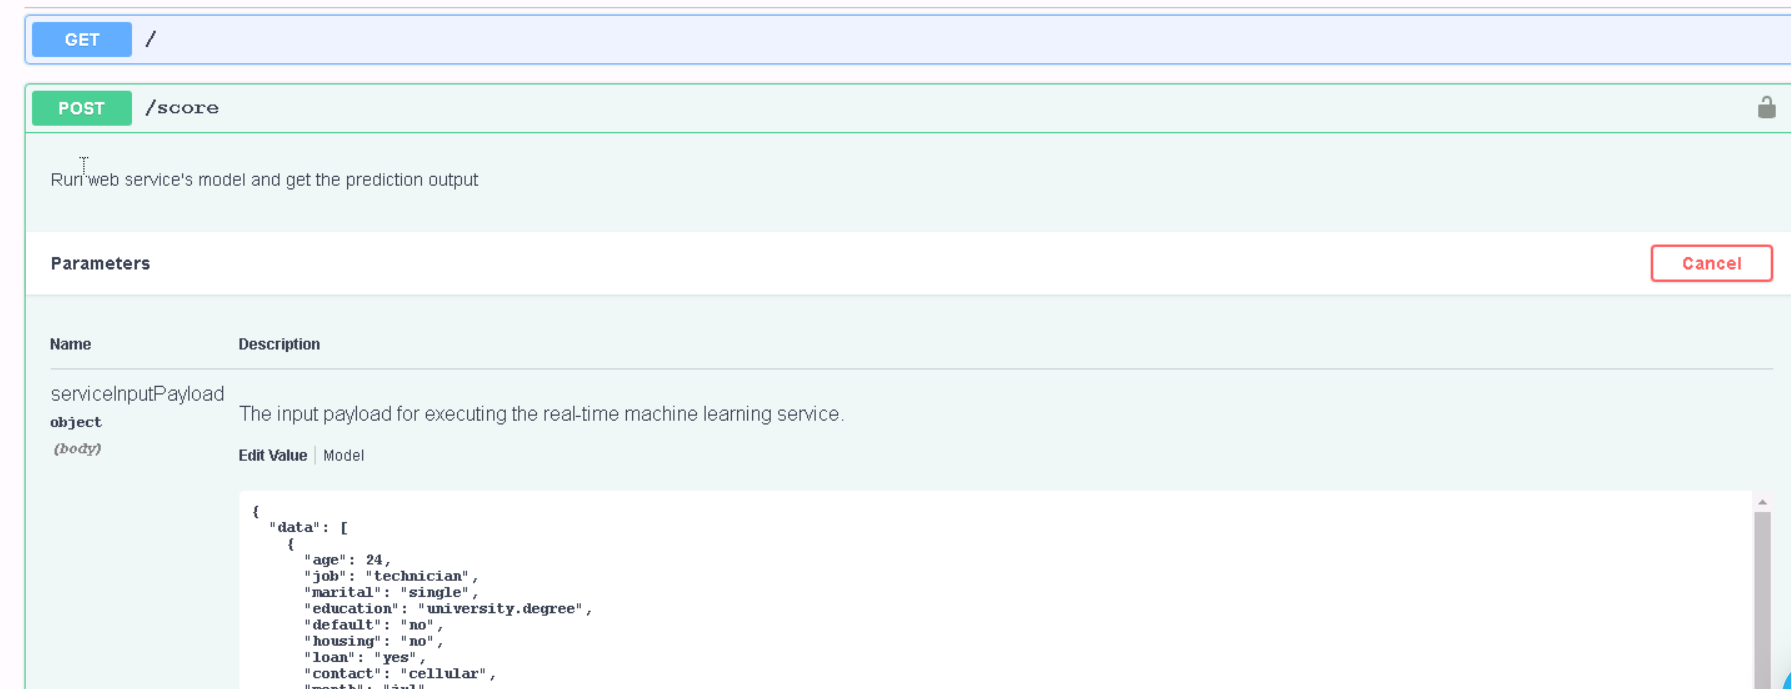 GET /
POST /score
Run web service's model and get the prediction output
Parameters
Cancel
Name Description
serviceInputPayload
object
(body)
The input payload for executing the real-time machine learning service.
Edit Value | Model
{
"data": [
{
"age": 24,
"job": "technician",
"marital": "single",
"education": "university.degree",
"default": "no",
"housing": "no",
"loan": "yes",
"contact": "cellular",